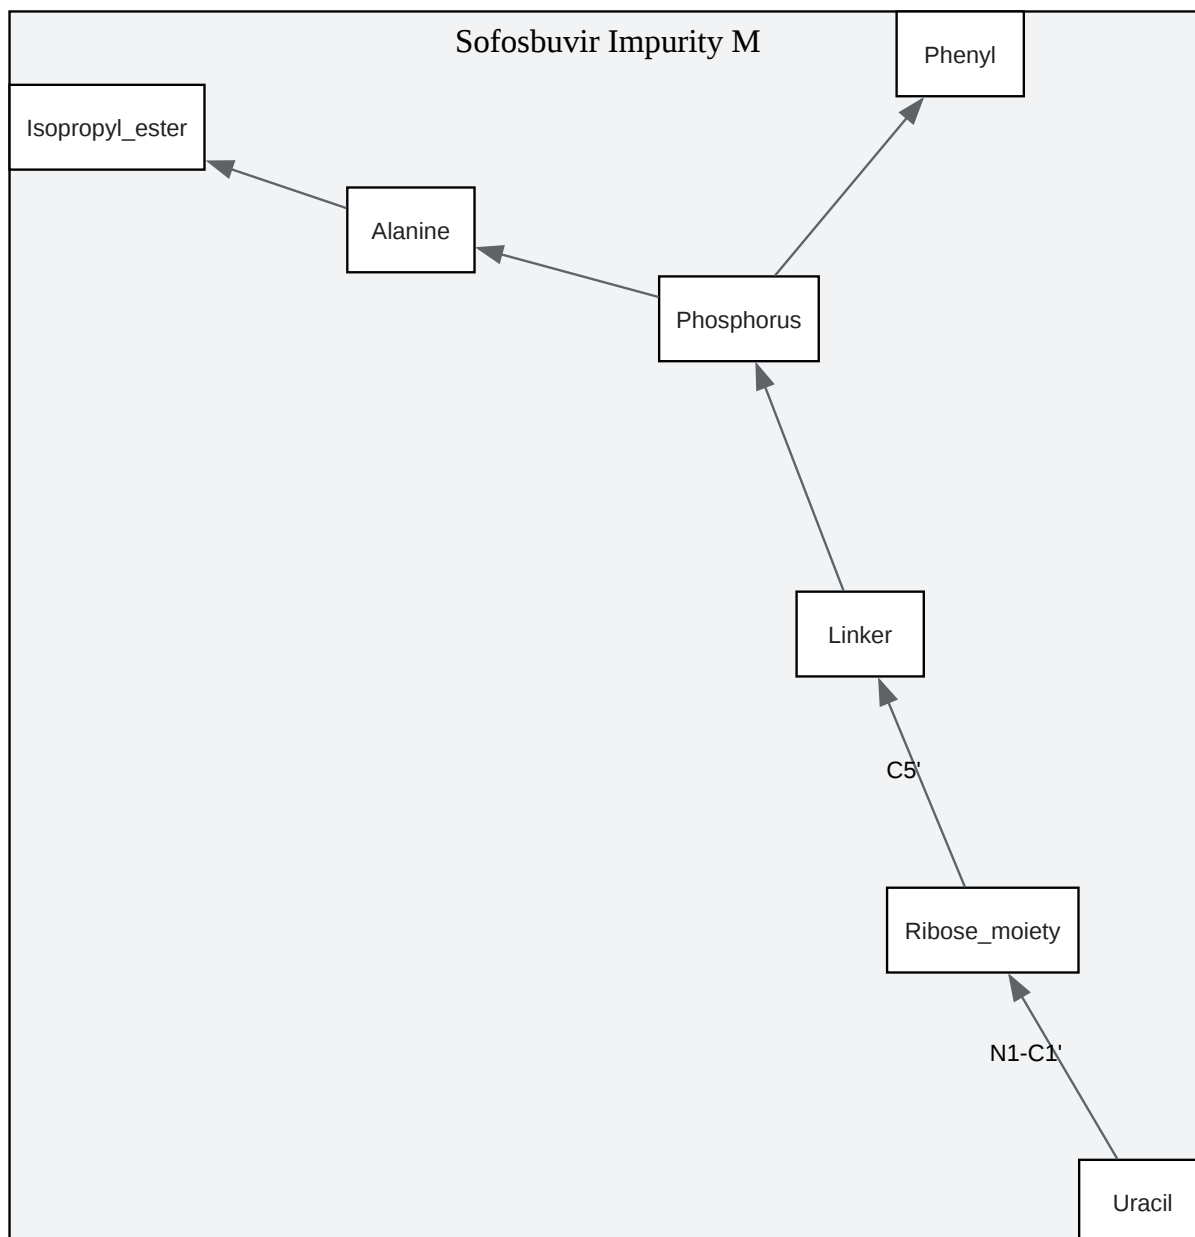 Sofosbuvir Impurity M
Phenyl
Isopropyl_ester
Alanine
Phosphorus
Linker
C5'
Ribose_moiety
N1-C1'
Uracil